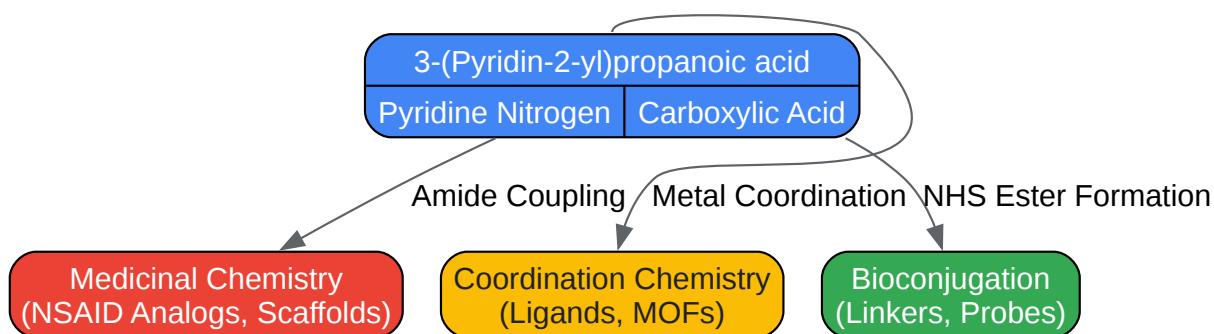 3-(Pyridin-2-yl)propanoic acid
Pyridine Nitrogen
Carboxylic Acid
Amide Coupling
Metal Coordination
NHS Ester Formation
Medicinal Chemistry
(NSAID Analogs, Scaffolds)
Coordination Chemistry
(Ligands, MOFs)
Bioconjugation
(Linkers, Probes)